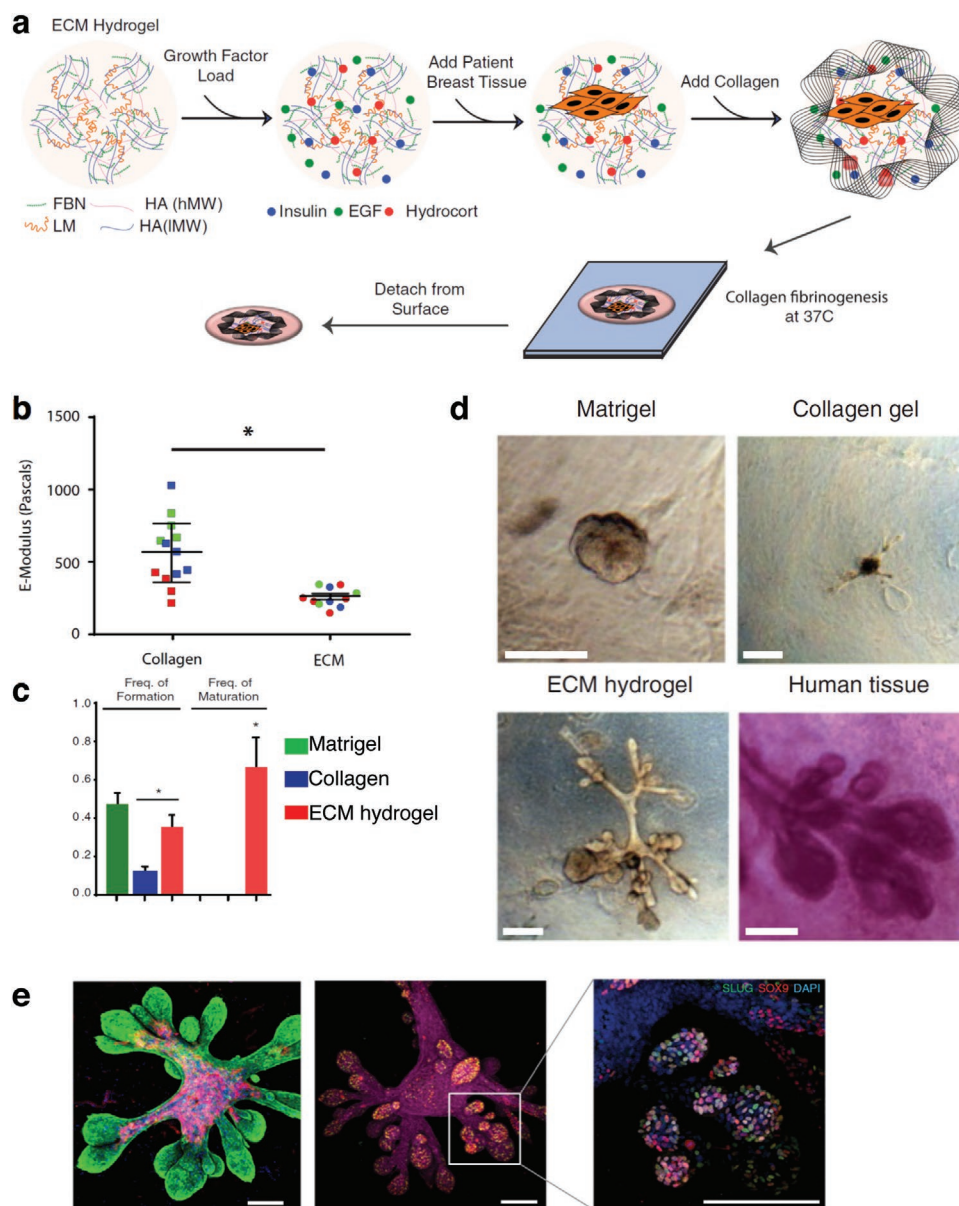 a
ECM Hydrogel
Growth Factor
Load
Add Patient
Breast Tissue
Add Collagen
FBN
HA (hMW)
LM
HA(lMW)
Insulin
EGF
Hydrocort
Collagen fibrinogenesis
at 37C
Detach from
Surface
b
1500
1000
500
0
E-Modulus (Pascals)
*
Collagen
ECM
c
Freq. of
Formation
Freq. of
Maturation
1.0
0.8
0.6
0.4
0.2
0.0
*
*
Matrigel
Collagen
ECM hydrogel
d
Matrigel
Collagen gel
ECM hydrogel
Human tissue
e
SLUG SOX9 DAPI